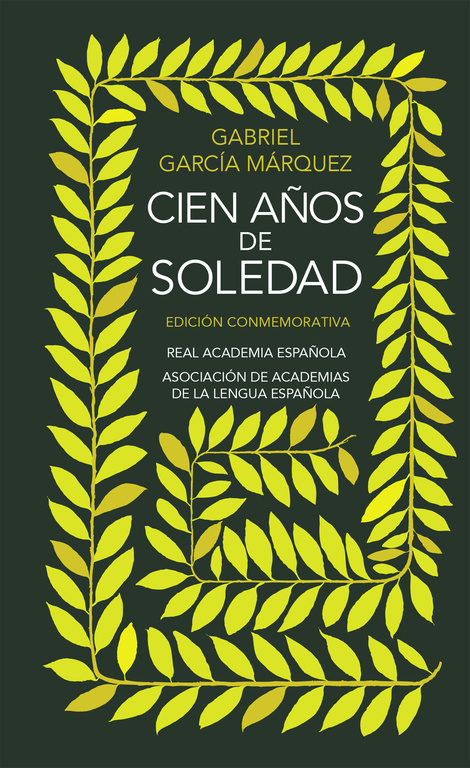 GABRIEL
GARCÍA MÁRQUEZ
CIEN AÑOS
DE
SOLEDAD
EDICIÓN CONMEMORATIVA
REAL ACADEMIA ESPAÑOLA
ASOCIACIÓN DE ACADEMIAS
DE LA LENGUA ESPAÑOLA